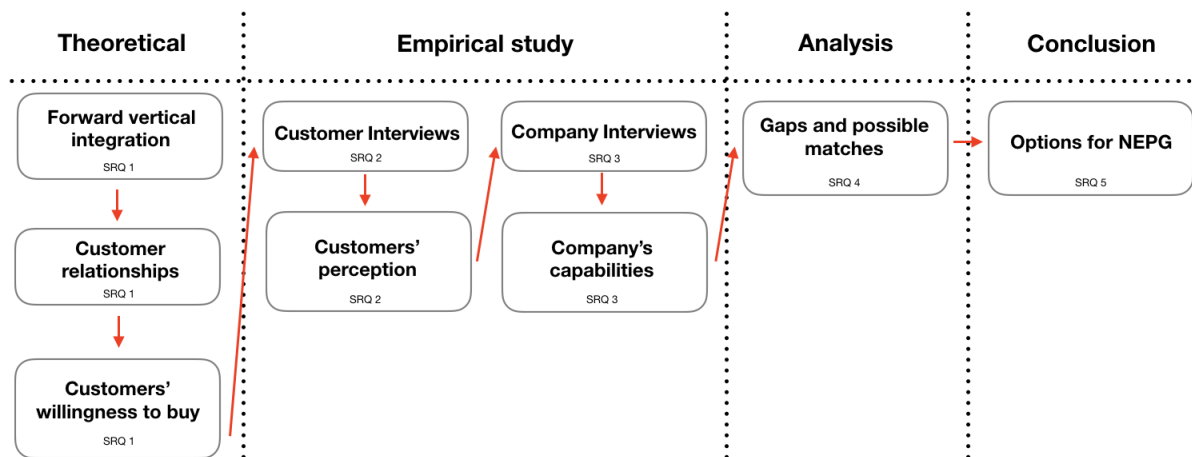 Theoretical
Empirical study
Analysis
Conclusion
Forward vertical
integration
SRQ 1
Customer
relationships
SRQ 1
Customers’
willingness to buy
SRQ 1
Customer Interviews
SRQ 2
Customers’
perception
SRQ 2
Company Interviews
SRQ 3
Company’s
capabilities
SRQ 3
Gaps and possible
matches
SRQ 4
Options for NEPG
SRQ 5